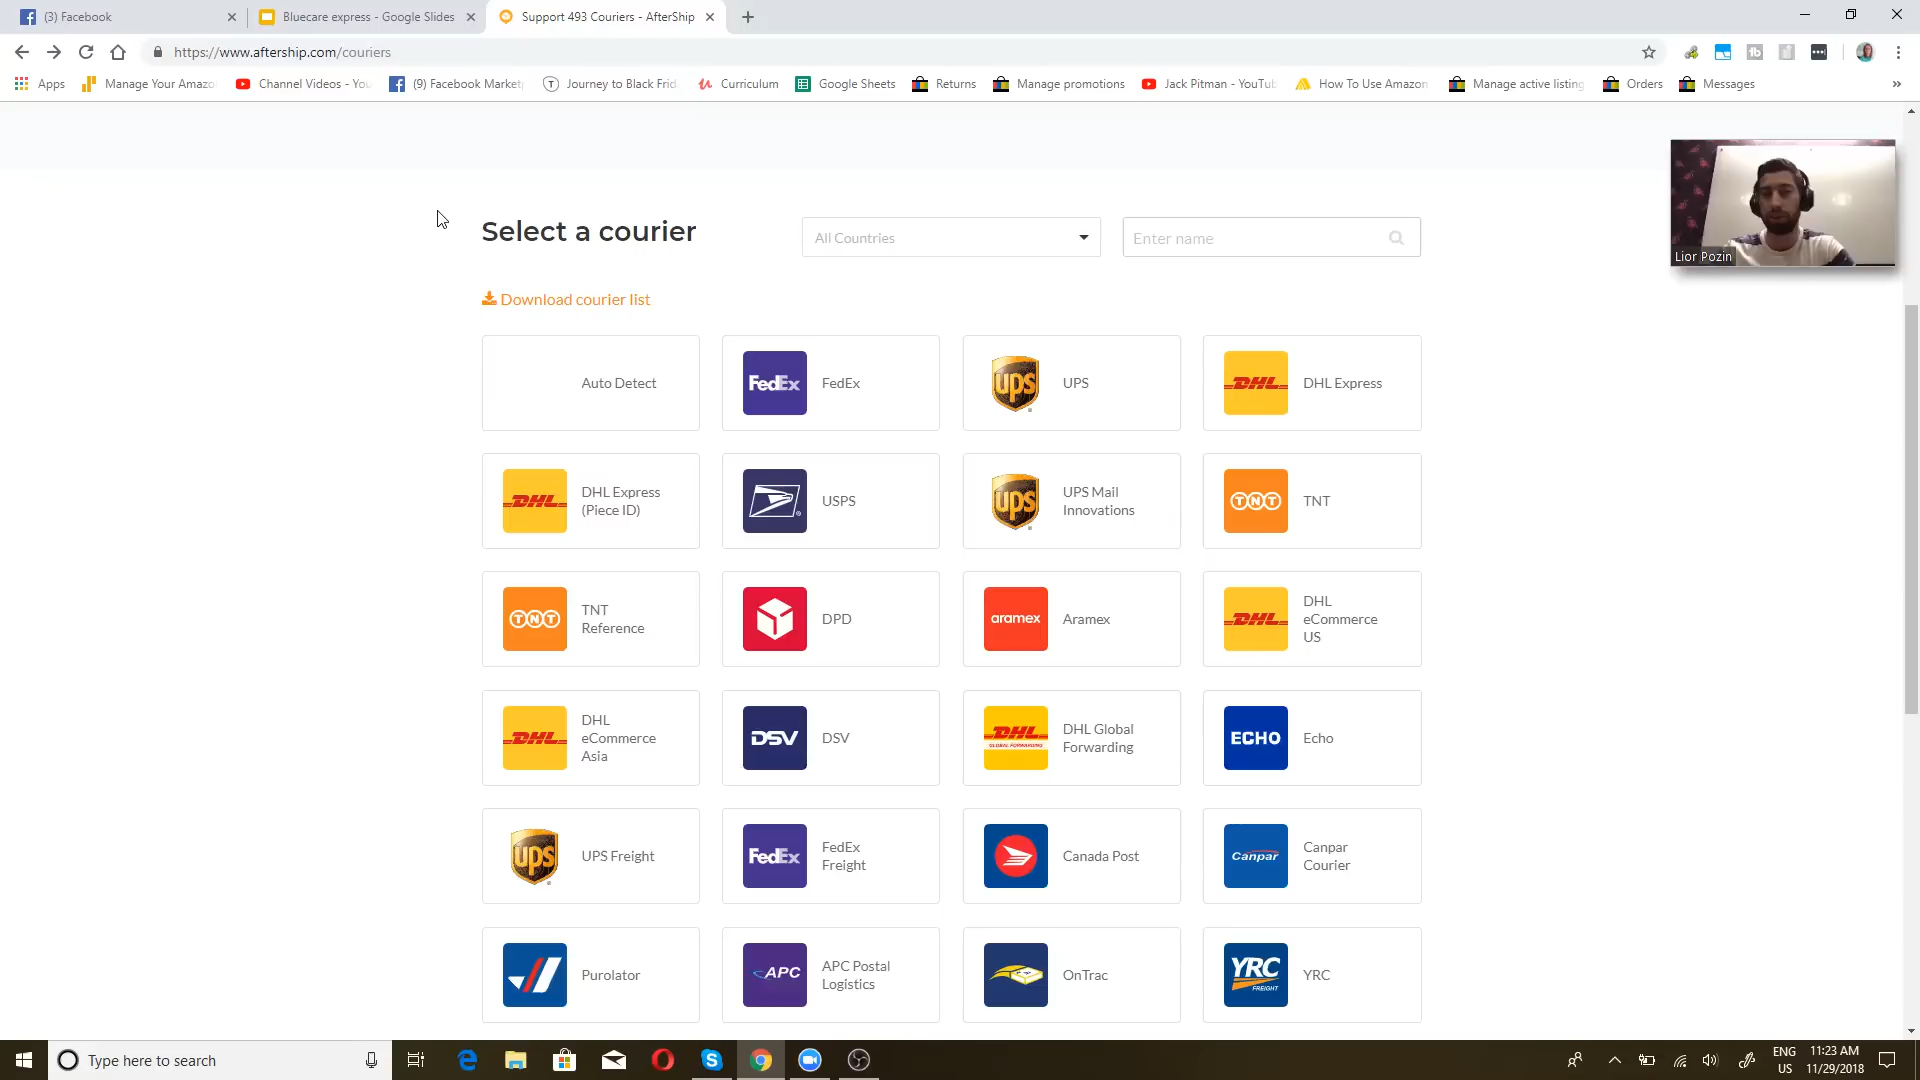 (3) Facebook
Bluecare express - Google Slides
Support 493 Couriers - AfterShip
https://www.aftership.com/couriers
Apps
Manage Your Amazo
Channel Videos - You
(9) Facebook Market
Journey to Black Frid
Curriculum
Google Sheets
Returns
Manage promotions
Jack Pitman - YouTub
How To Use Amazon
Manage active listing
Orders
Messages
Lior Pozin
Select a courier
All Countries
Enter name
Download courier list
Auto Detect
FedEx
FedEx
ups
UPS
DHL
DHL Express
DHL
DHL Express
(Piece ID)
USPS
ups
UPS Mail
Innovations
TNT
TNT
TNT
TNT
Reference
DPD
aramex
Aramex
DHL
DHL
eCommerce
US
DHL
DHL
eCommerce
Asia
DSV
DSV
DHL
GLOBAL FORWARDING
DHL Global
Forwarding
ECHO
Echo
ups
UPS Freight
FedEx
FedEx
Freight
Canada Post
Canpar
Canpar
Courier
Purolator
APC
APC Postal
Logistics
OnTrac
YRC
FREIGHT
YRC
Type here to search
ENG
US
11:23 AM
11/29/2018